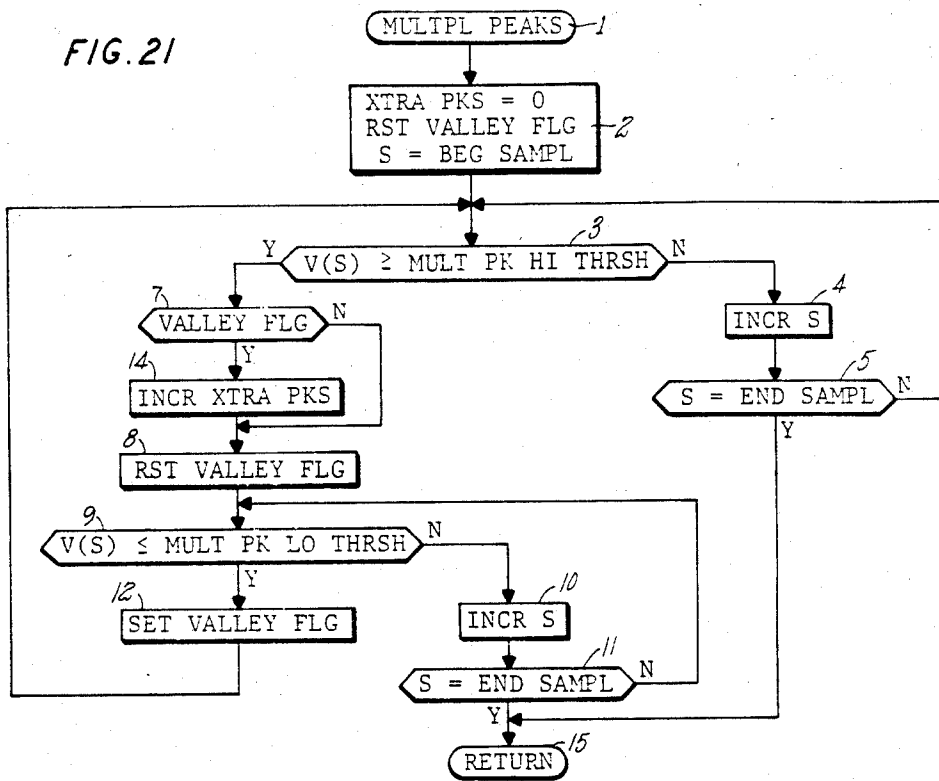 FIG. 21
MULTPL PEAKS
1
XTRA PKS = 0
RST VALLEY FLG
S = BEG SAMPL
2
3
Y
V(S) ≥ MULT PK HI THRSH
N
7
VALLEY FLG
N
Y
4
INCR S
14
INCR XTRA PKS
5
S = END SAMPL
N
Y
8
RST VALLEY FLG
9
V(S) ≤ MULT PK LO THRSH
N
Y
12
SET VALLEY FLG
10
INCR S
11
S = END SAMPL
N
Y
RETURN
15